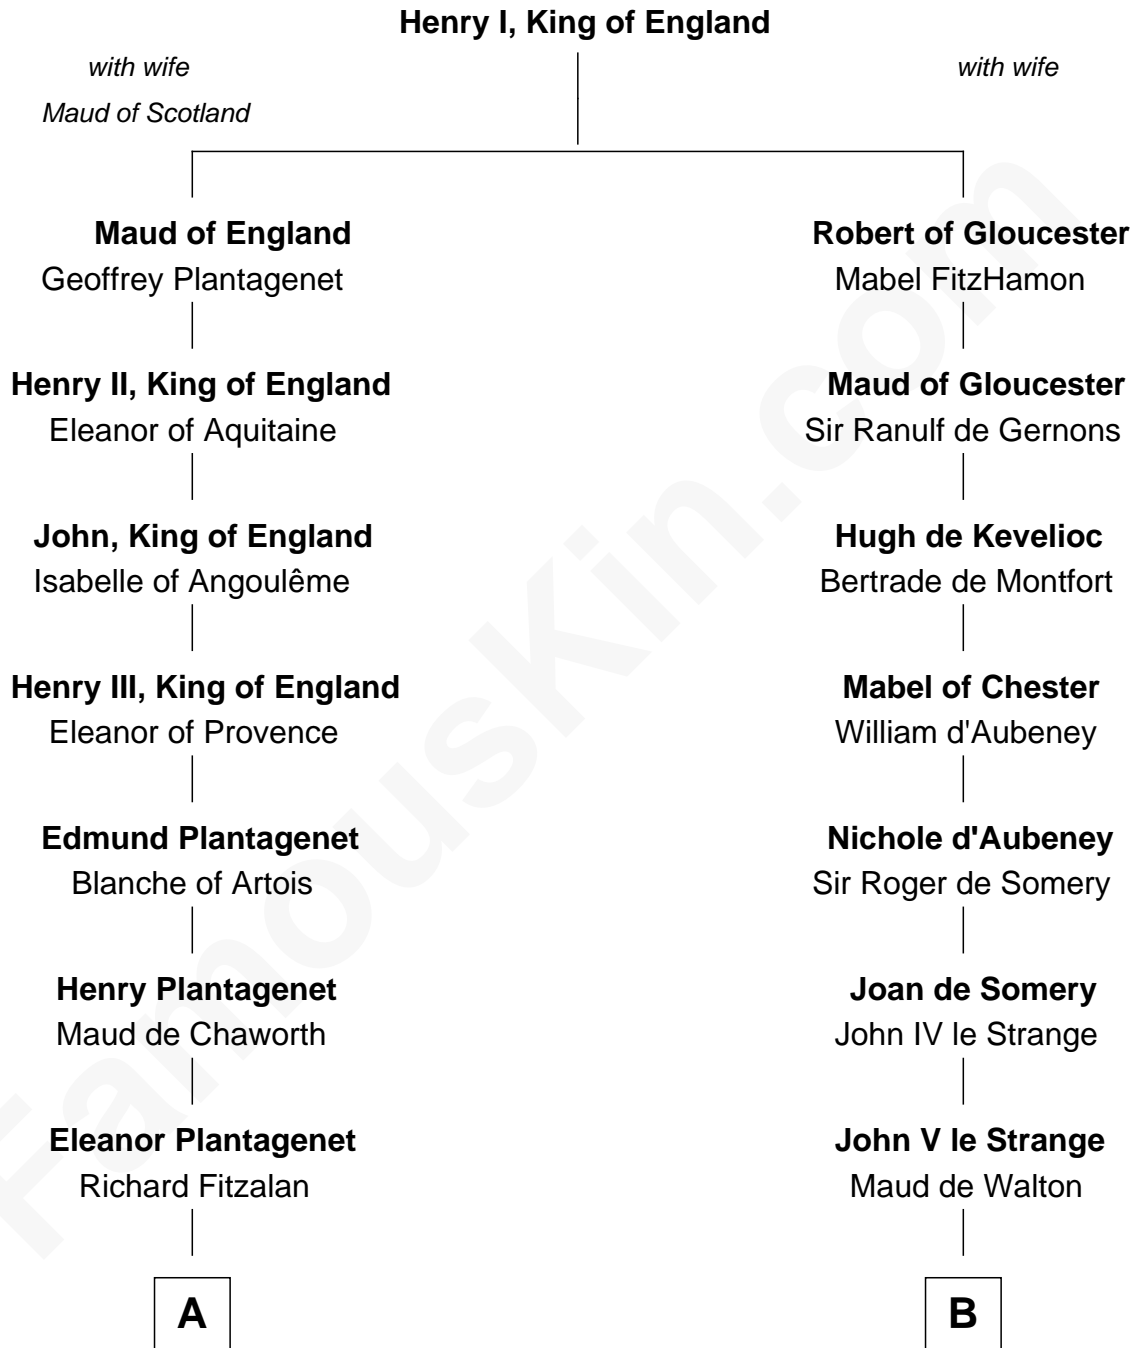 Henry I, King of England
with wife
Maud of Scotland
with wife
Maud of England
Geoffrey Plantagenet
Robert of Gloucester
Mabel FitzHamon
Henry II, King of England
Eleanor of Aquitaine
Maud of Gloucester
Sir Ranulf de Gernons
John, King of England
Isabelle of Angoulême
Hugh de Kevelioc
Bertrade de Montfort
Henry III, King of England
Eleanor of Provence
Mabel of Chester
William d'Aubeney
Edmund Plantagenet
Blanche of Artois
Nichole d'Aubeney
Sir Roger de Somery
Henry Plantagenet
Maud de Chaworth
Joan de Somery
John IV le Strange
Eleanor Plantagenet
Richard Fitzalan
John V le Strange
Maud de Walton
A
B
FamousKin.com